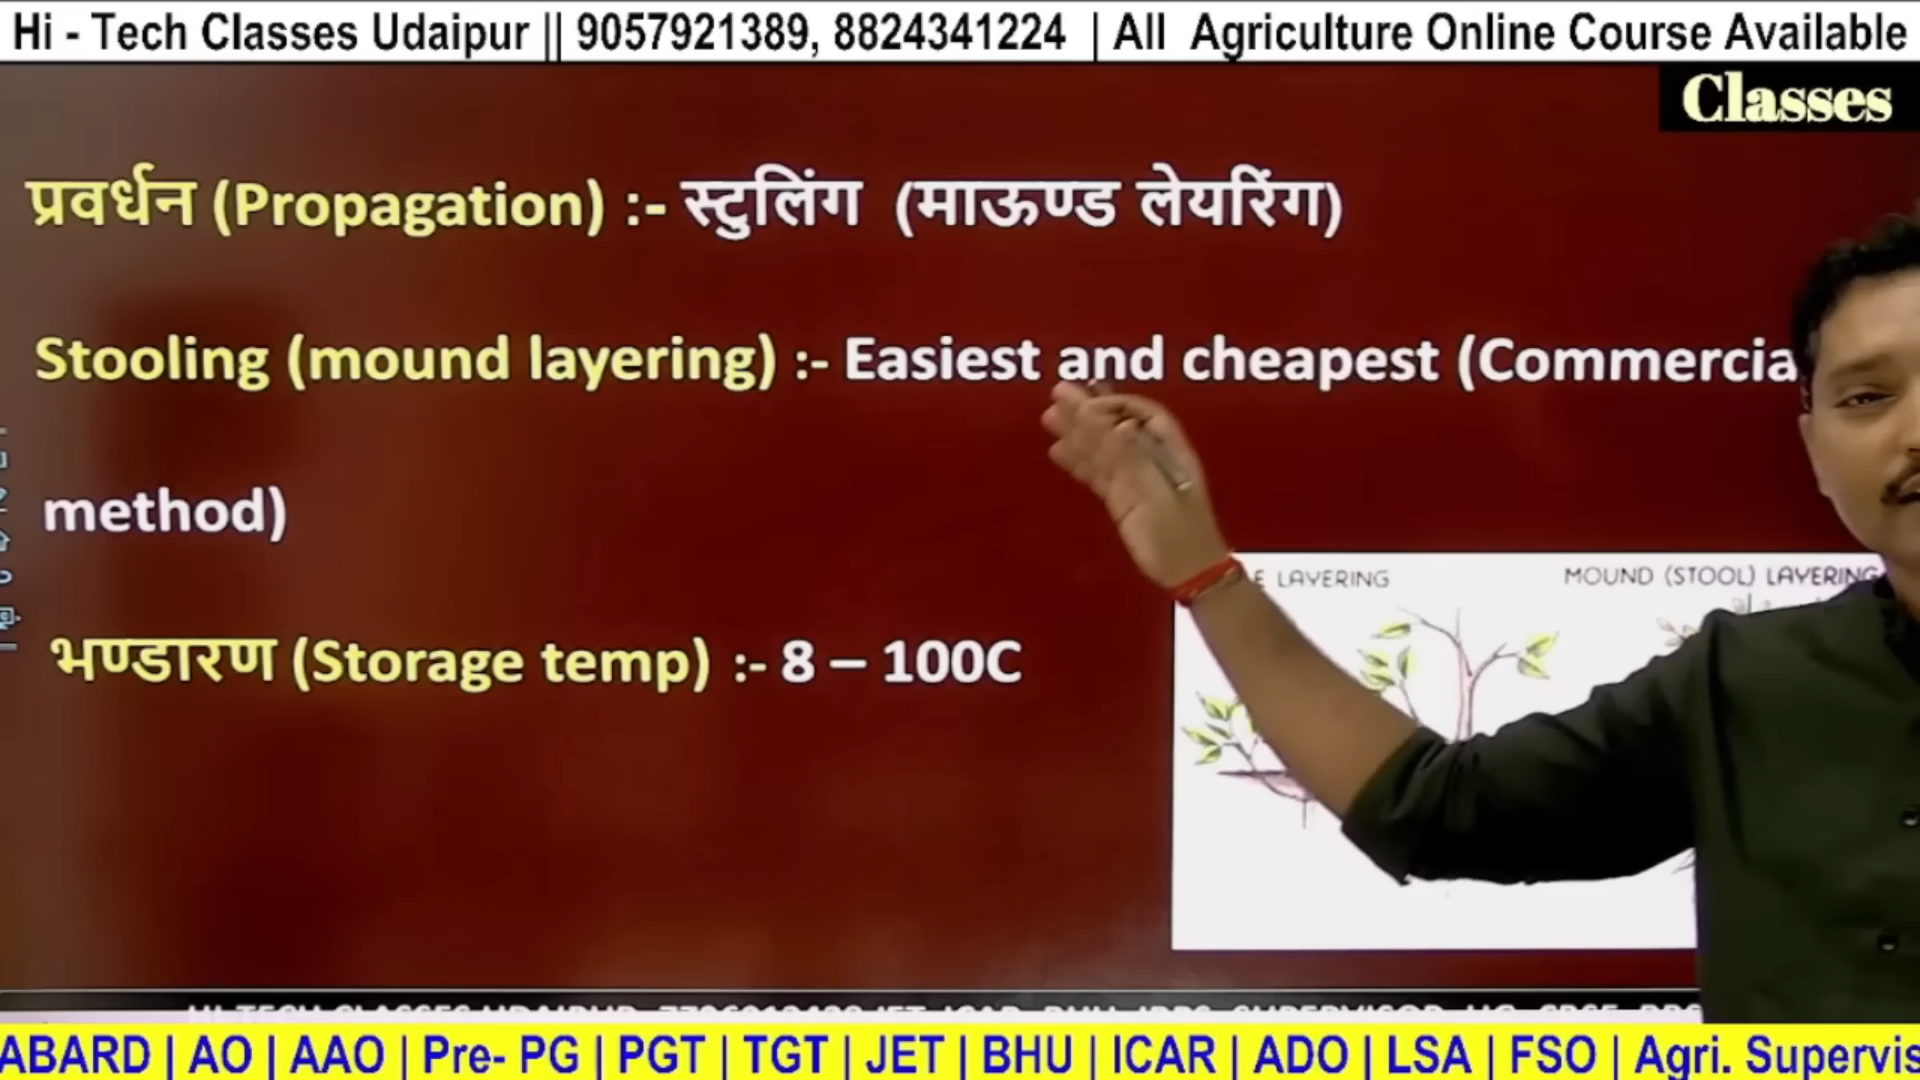 Hi - Tech Classes Udaipur || 9057921389, 8824341224 | All Agriculture Online Course Available
Classes
प्रवर्धन (Propagation) :- स्टुलिंग (माऊण्ड लेयरिंग)
Stooling (mound layering) :- Easiest and cheapest (Commercia
method)
LAYERING
MOUND (STOOL) LAYERING
भण्डारण (Storage temp) :- 8 – 100C
ABARD | AO | AAO | Pre- PG | PGT | TGT | JET | BHU | ICAR | ADO | LSA | FSO | Agri. Supervis